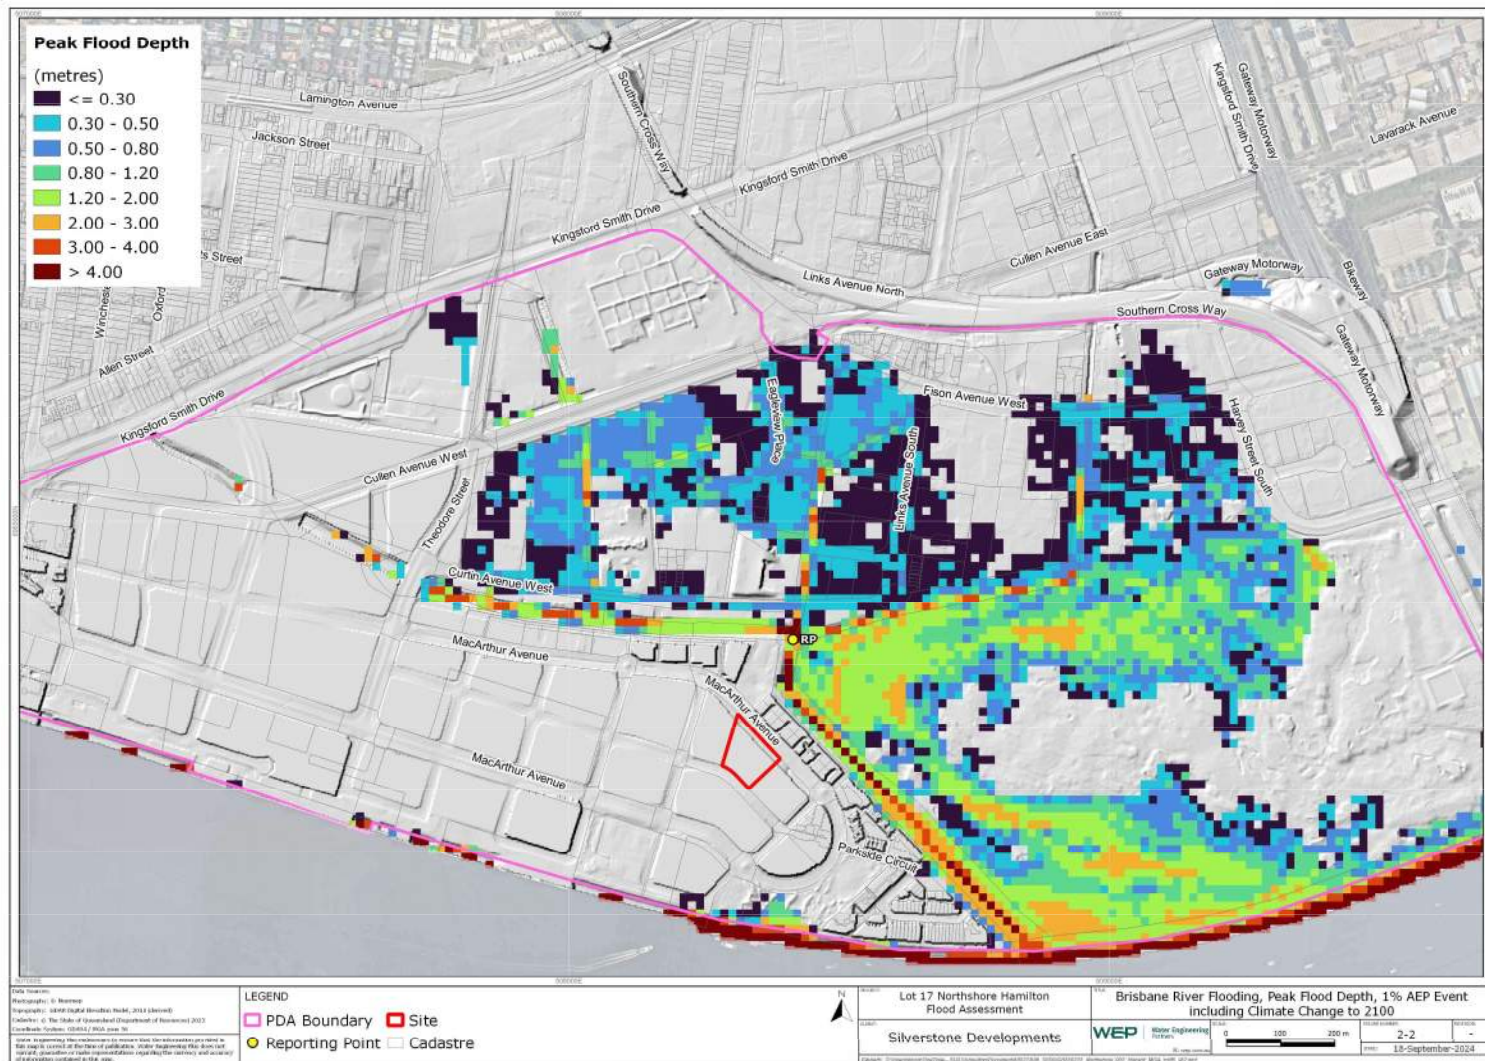 507000E
508000E
509000E
Peak Flood Depth
(metres)
<= 0.30
0.30 - 0.50
0.50 - 0.80
0.80 - 1.20
1.20 - 2.00
2.00 - 3.00
3.00 - 4.00
> 4.00
Lamington Avenue
Jackson Street
Southern Cross Way
Kingsford Smith Drive
Gateway Motorway
Kingsford Smith Drive
Lavarack Avenue
Kingsford Smith Drive
Cullen Avenue East
Links Avenue North
Gateway Motorway
Bikeway
Southern Cross Way
Gateway Motorway
Oxford
Allen Street
Kingsford Smith Drive
Eagleview Place
Fison Avenue West
Harvey Street South
Links Avenue South
Cullen Avenue West
Theodore Street
Curtin Avenue West
MacArthur Avenue
RP
MacArthur Avenue
MacArthur Avenue
Parkside Circuit
507000E
508000E
509000E
LEGEND
PDA Boundary
Site
Reporting Point
Cadastre
N
Lot 17 Northshore Hamilton
Flood Assessment
Silverstone Developments
Brisbane River Flooding, Peak Flood Depth, 1% AEP Event
including Climate Change to 2100
WEP
Water Engineering
Partners
0 100 200 m
2-2
-
18-September-2024